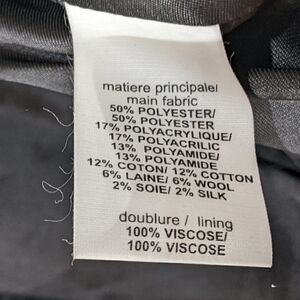 matiere principale/
main fabric
50% POLYESTER/
50% POLYESTER
17% POLYACRYLIQUE/
17% POLYACRILIC
13% POLYAMIDE/
13% POLYAMIDE
12% COTON/ 12% COTTON
6% LAINE/ 6% WOOL
2% SOIE/ 2% SILK
doublure / lining
100% VISCOSE/
100% VISCOSE